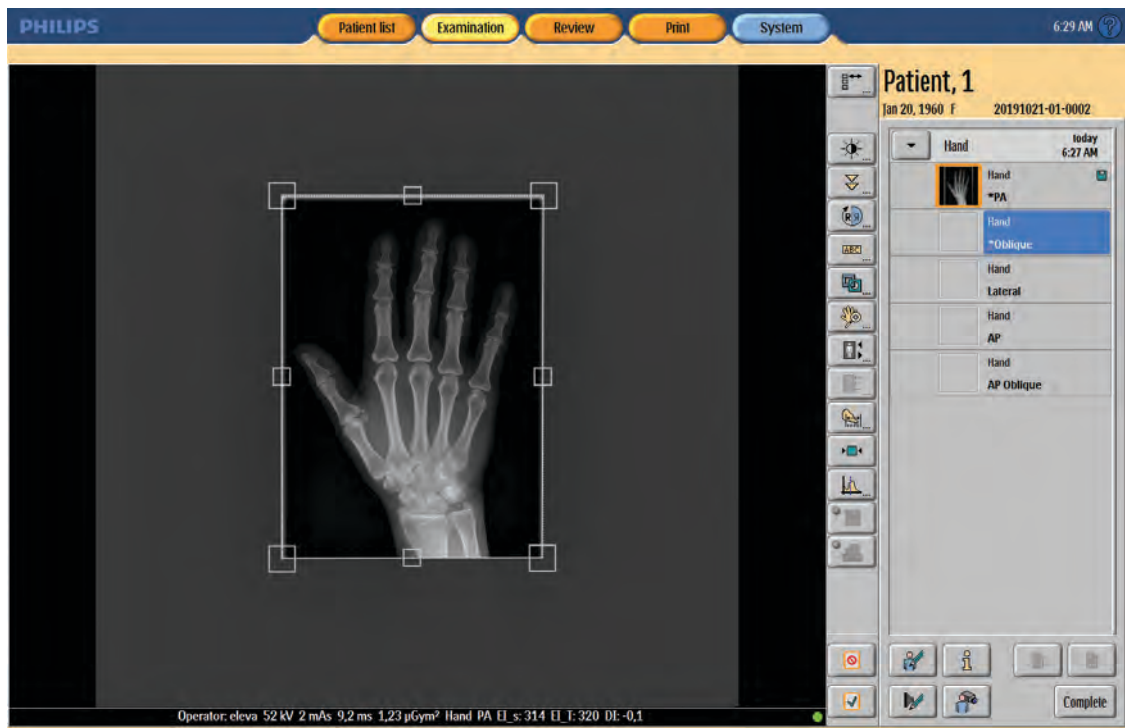 PHILIPS
Patient list
Examination
Review
Print
System
6:29 AM
?
Patient, 1
Jan 20, 1960 F 20191021-01-0002
Hand
today
6:27 AM
Hand
*PA
Hand
*Oblique
Hand
Lateral
Hand
AP
Hand
AP Oblique
R R
ABC
Complete
Operator: eleva 52 kV 2 mAs 9,2 ms 1,23 µGym² Hand PA EI_s: 314 EI_T: 320 DI: -0,1